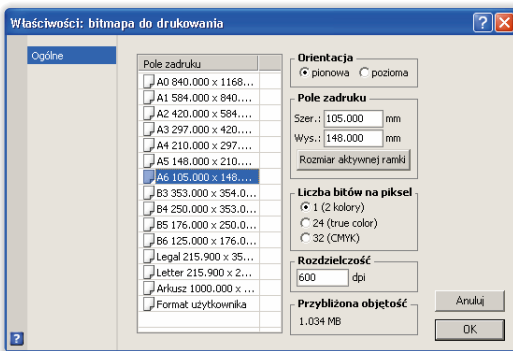 Właściwości: bitmapa do drukowania
Ogólne
Pole zadruku
A0 840.000 x 1168...
A1 584.000 x 840....
A2 420.000 x 584....
A3 297.000 x 420....
A4 210.000 x 297....
A5 148.000 x 210....
A6 105.000 x 148....
B3 353.000 x 354.0...
B4 250.000 x 353.0...
B5 176.000 x 250.0...
B6 125.000 x 176.0...
Legal 215.900 x 35...
Letter 215.900 x 2...
Arkusz 1000.000 x ...
Format użytkownika
Orientacja
pionowa pozioma
Pole zadruku
Szer.: 105.000 mm
Wys.: 148.000 mm
Rozmiar aktywnej ramki
Liczba bitów na piksel
1 (2 kolory)
24 (true color)
32 (CMYK)
Rozdzielczość
600 dpi
Przybliżona objętość
1.034 MB
Anuluj
OK